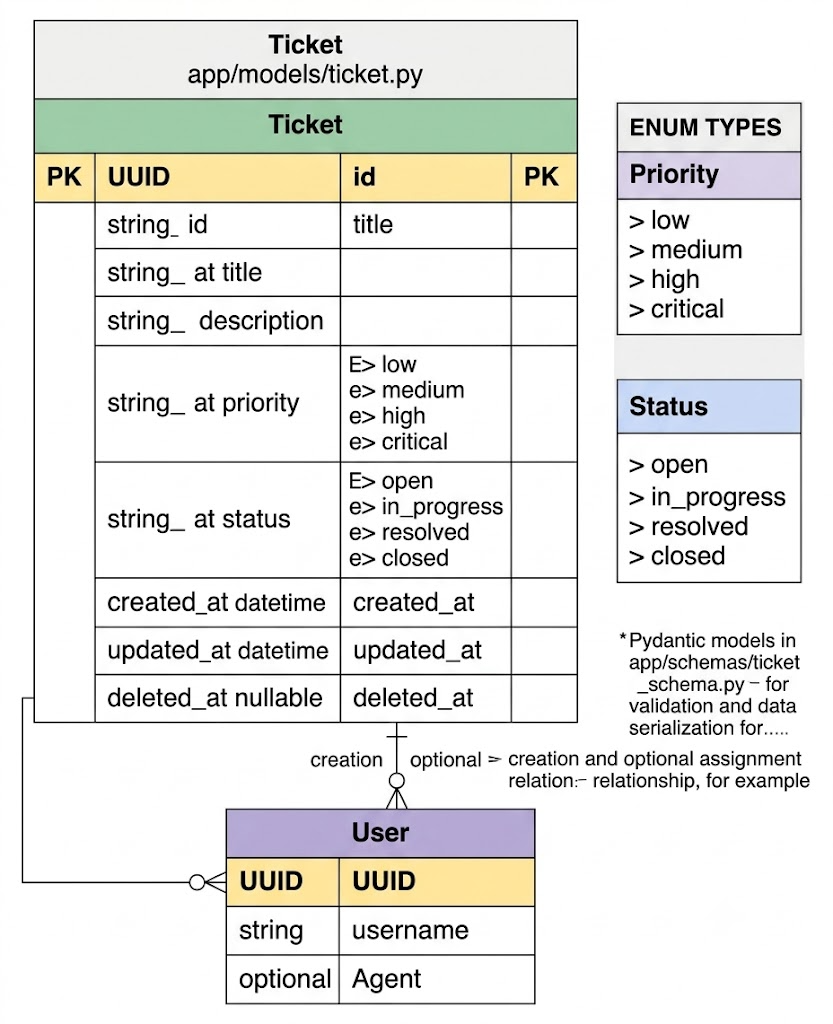 Ticket
app/models/ticket.py
Ticket
PK UUID id PK
string_ id title
string_ at title
string_ description
string_ at priority
E> low
e> medium
e> high
e> critical
string_ at status
E> open
e> in_progress
e> resolved
e> closed
created_at datetime created_at
updated_at datetime updated_at
deleted_at nullable deleted_at
ENUM TYPES
Priority
> low
> medium
> high
> critical
Status
> open
> in_progress
> resolved
> closed
*Pydantic models in
app/schemas/ticket
_schema.py – for
validation and data
serialization for.....
creation optional ⋗ creation and optional assignment
relation:– relationship, for example
User
UUID UUID
string username
optional Agent